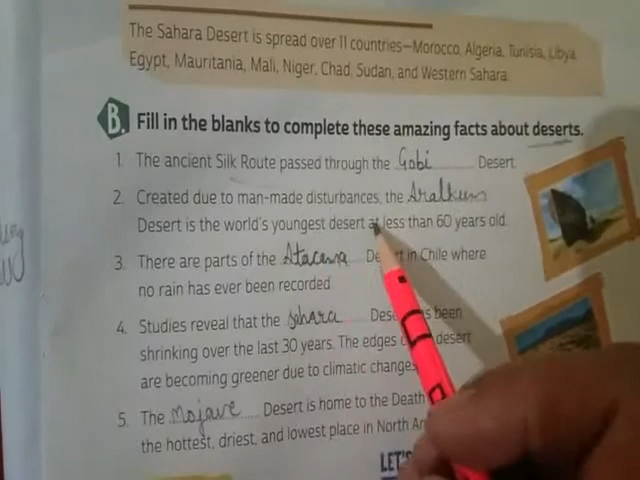 The Sahara Desert is spread over 11 countries—Morocco, Algeria, Tunisia, Libya
Egypt, Mauritania, Mali, Niger, Chad, Sudan, and Western Sahara
B. Fill in the blanks to complete these amazing facts about deserts.
1. The ancient Silk Route passed through the Gobi Desert
2. Created due to man-made disturbances, the Aralkum
Desert is the world's youngest desert at less than 60 years old.
3. There are parts of the Atacama Desert in Chile where
no rain has ever been recorded
4. Studies reveal that the Sahara been
shrinking over the last 30 years. The edges desert
are becoming greener due to climatic changes
5. The Mojave Desert is home to the Death
the hottest, driest, and lowest place in North
LET'S